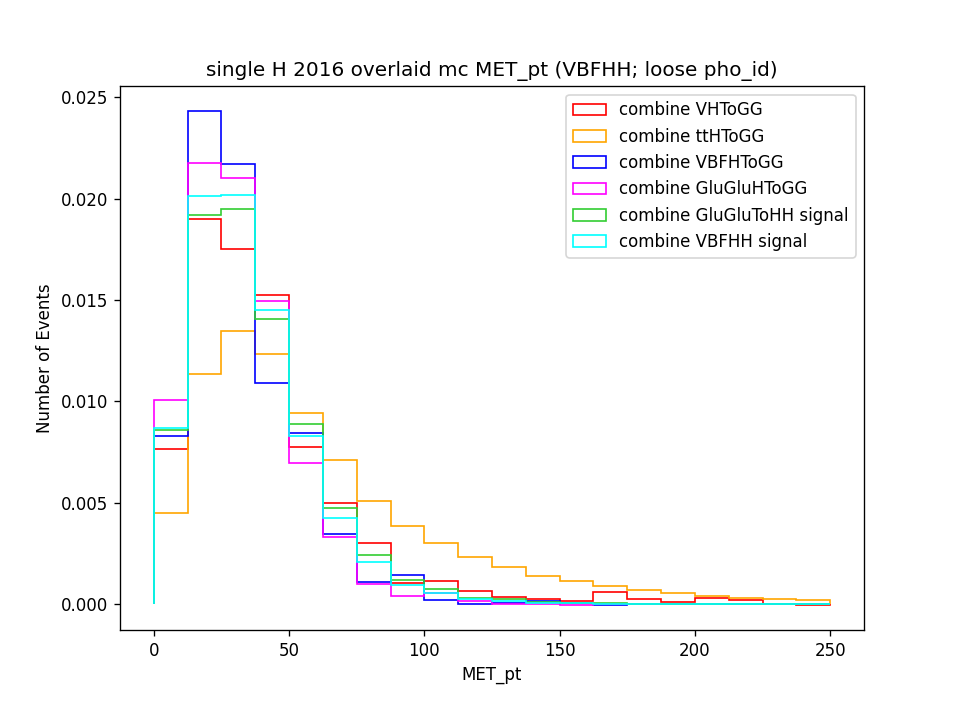 single H 2016 overlaid mc MET_pt (VBFHH; loose pho_id)
0.025
0.020
0.015
0.010
0.005
0.000
Number of Events
combine VHToGG
combine ttHToGG
combine VBFHToGG
combine GluGluHToGG
combine GluGluToHH signal
combine VBFHH signal
0 50 100 150 200 250
MET_pt